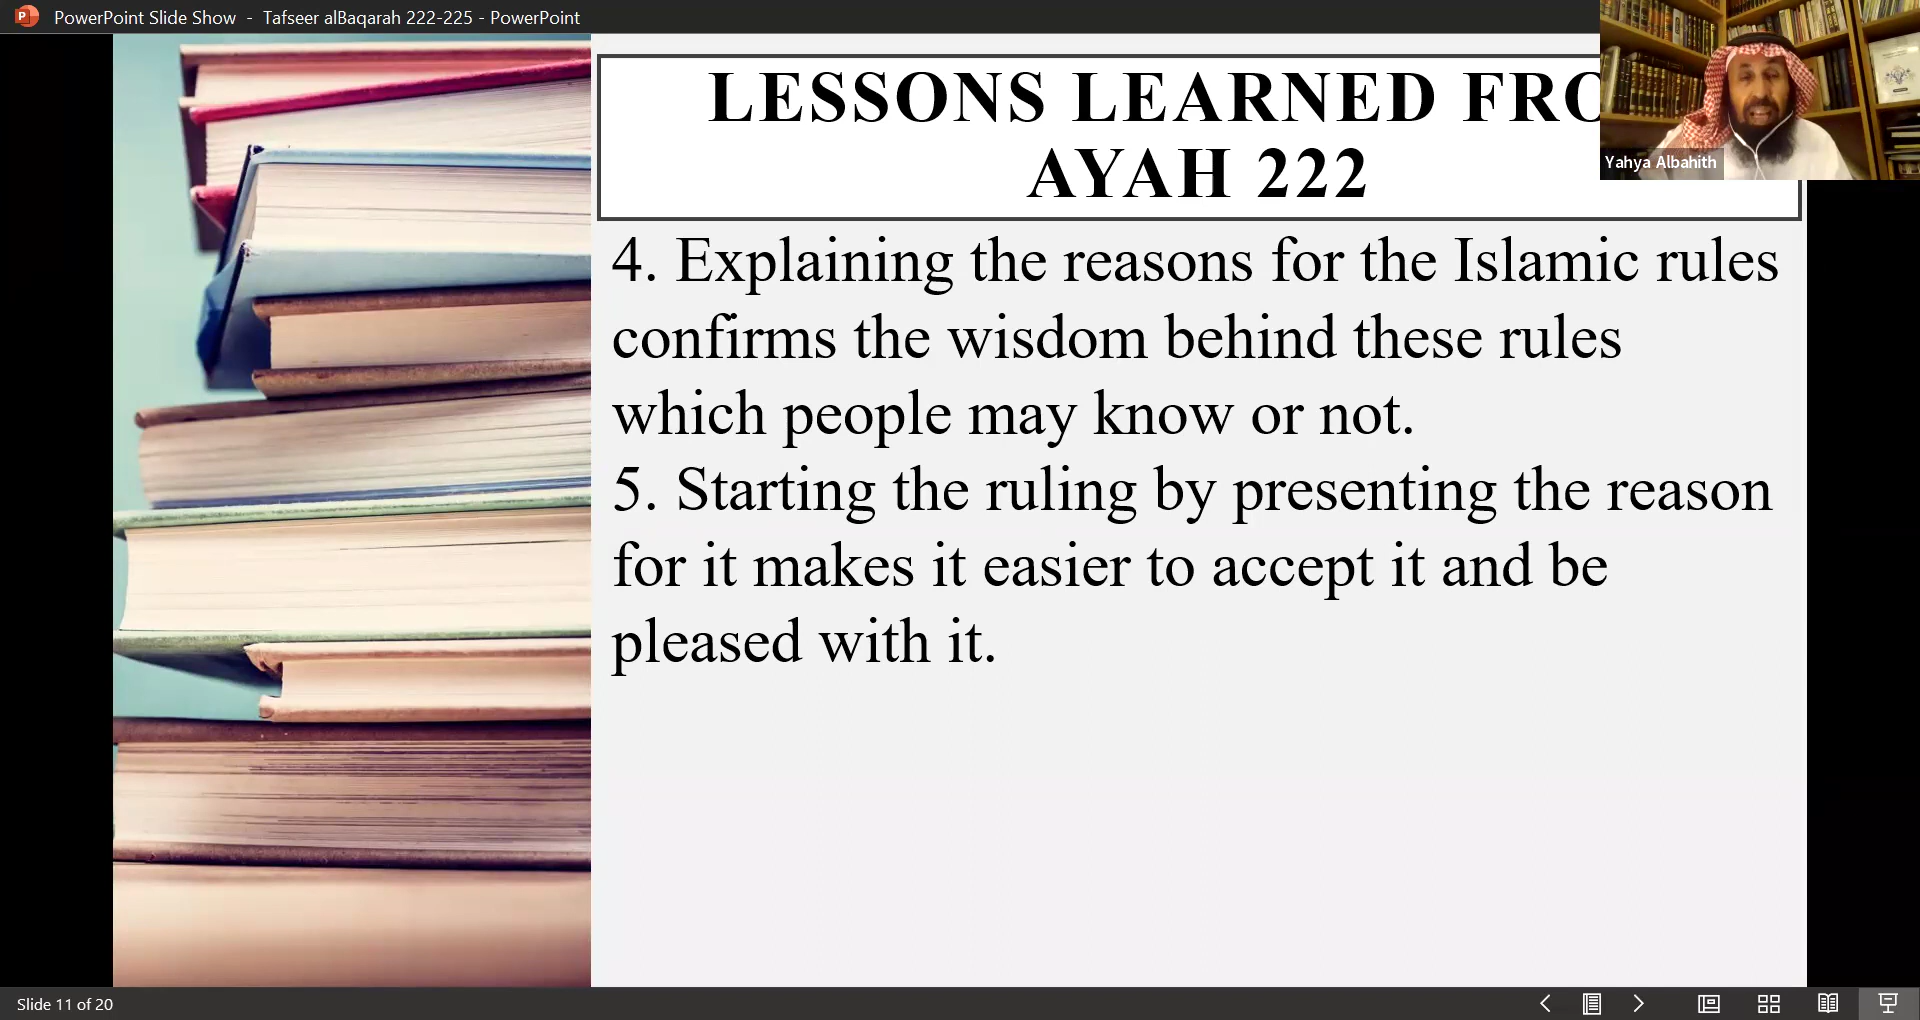 PowerPoint Slide Show - Tafseer alBaqarah 222-225 - PowerPoint
LESSONS LEARNED FRO
AYAH 222
Yahya Albahith
4. Explaining the reasons for the Islamic rules
confirms the wisdom behind these rules
which people may know or not.
5. Starting the ruling by presenting the reason
for it makes it easier to accept it and be
pleased with it.
Slide 11 of 20